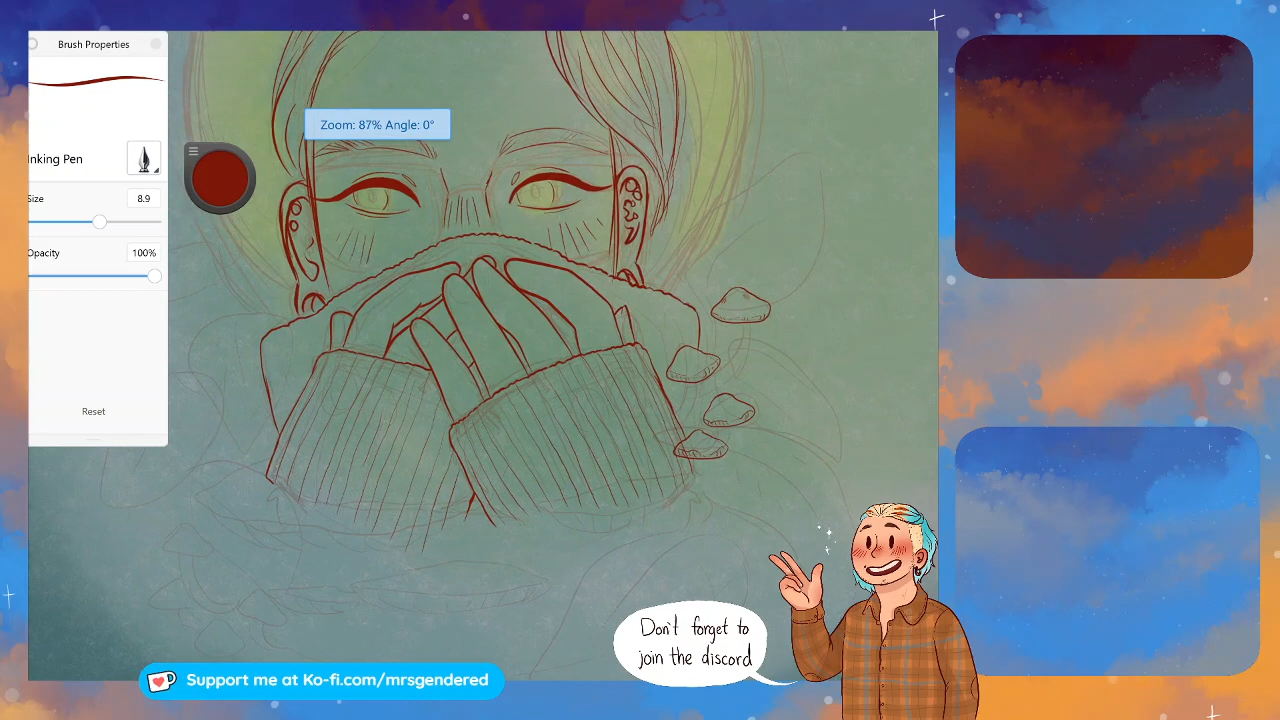 Brush Properties
nking Pen
Size
8.9
Opacity
100%
Reset
Zoom: 87% Angle: 0°
Don't forget to
join the discord
Support me at Ko-fi.com/mrsgendered